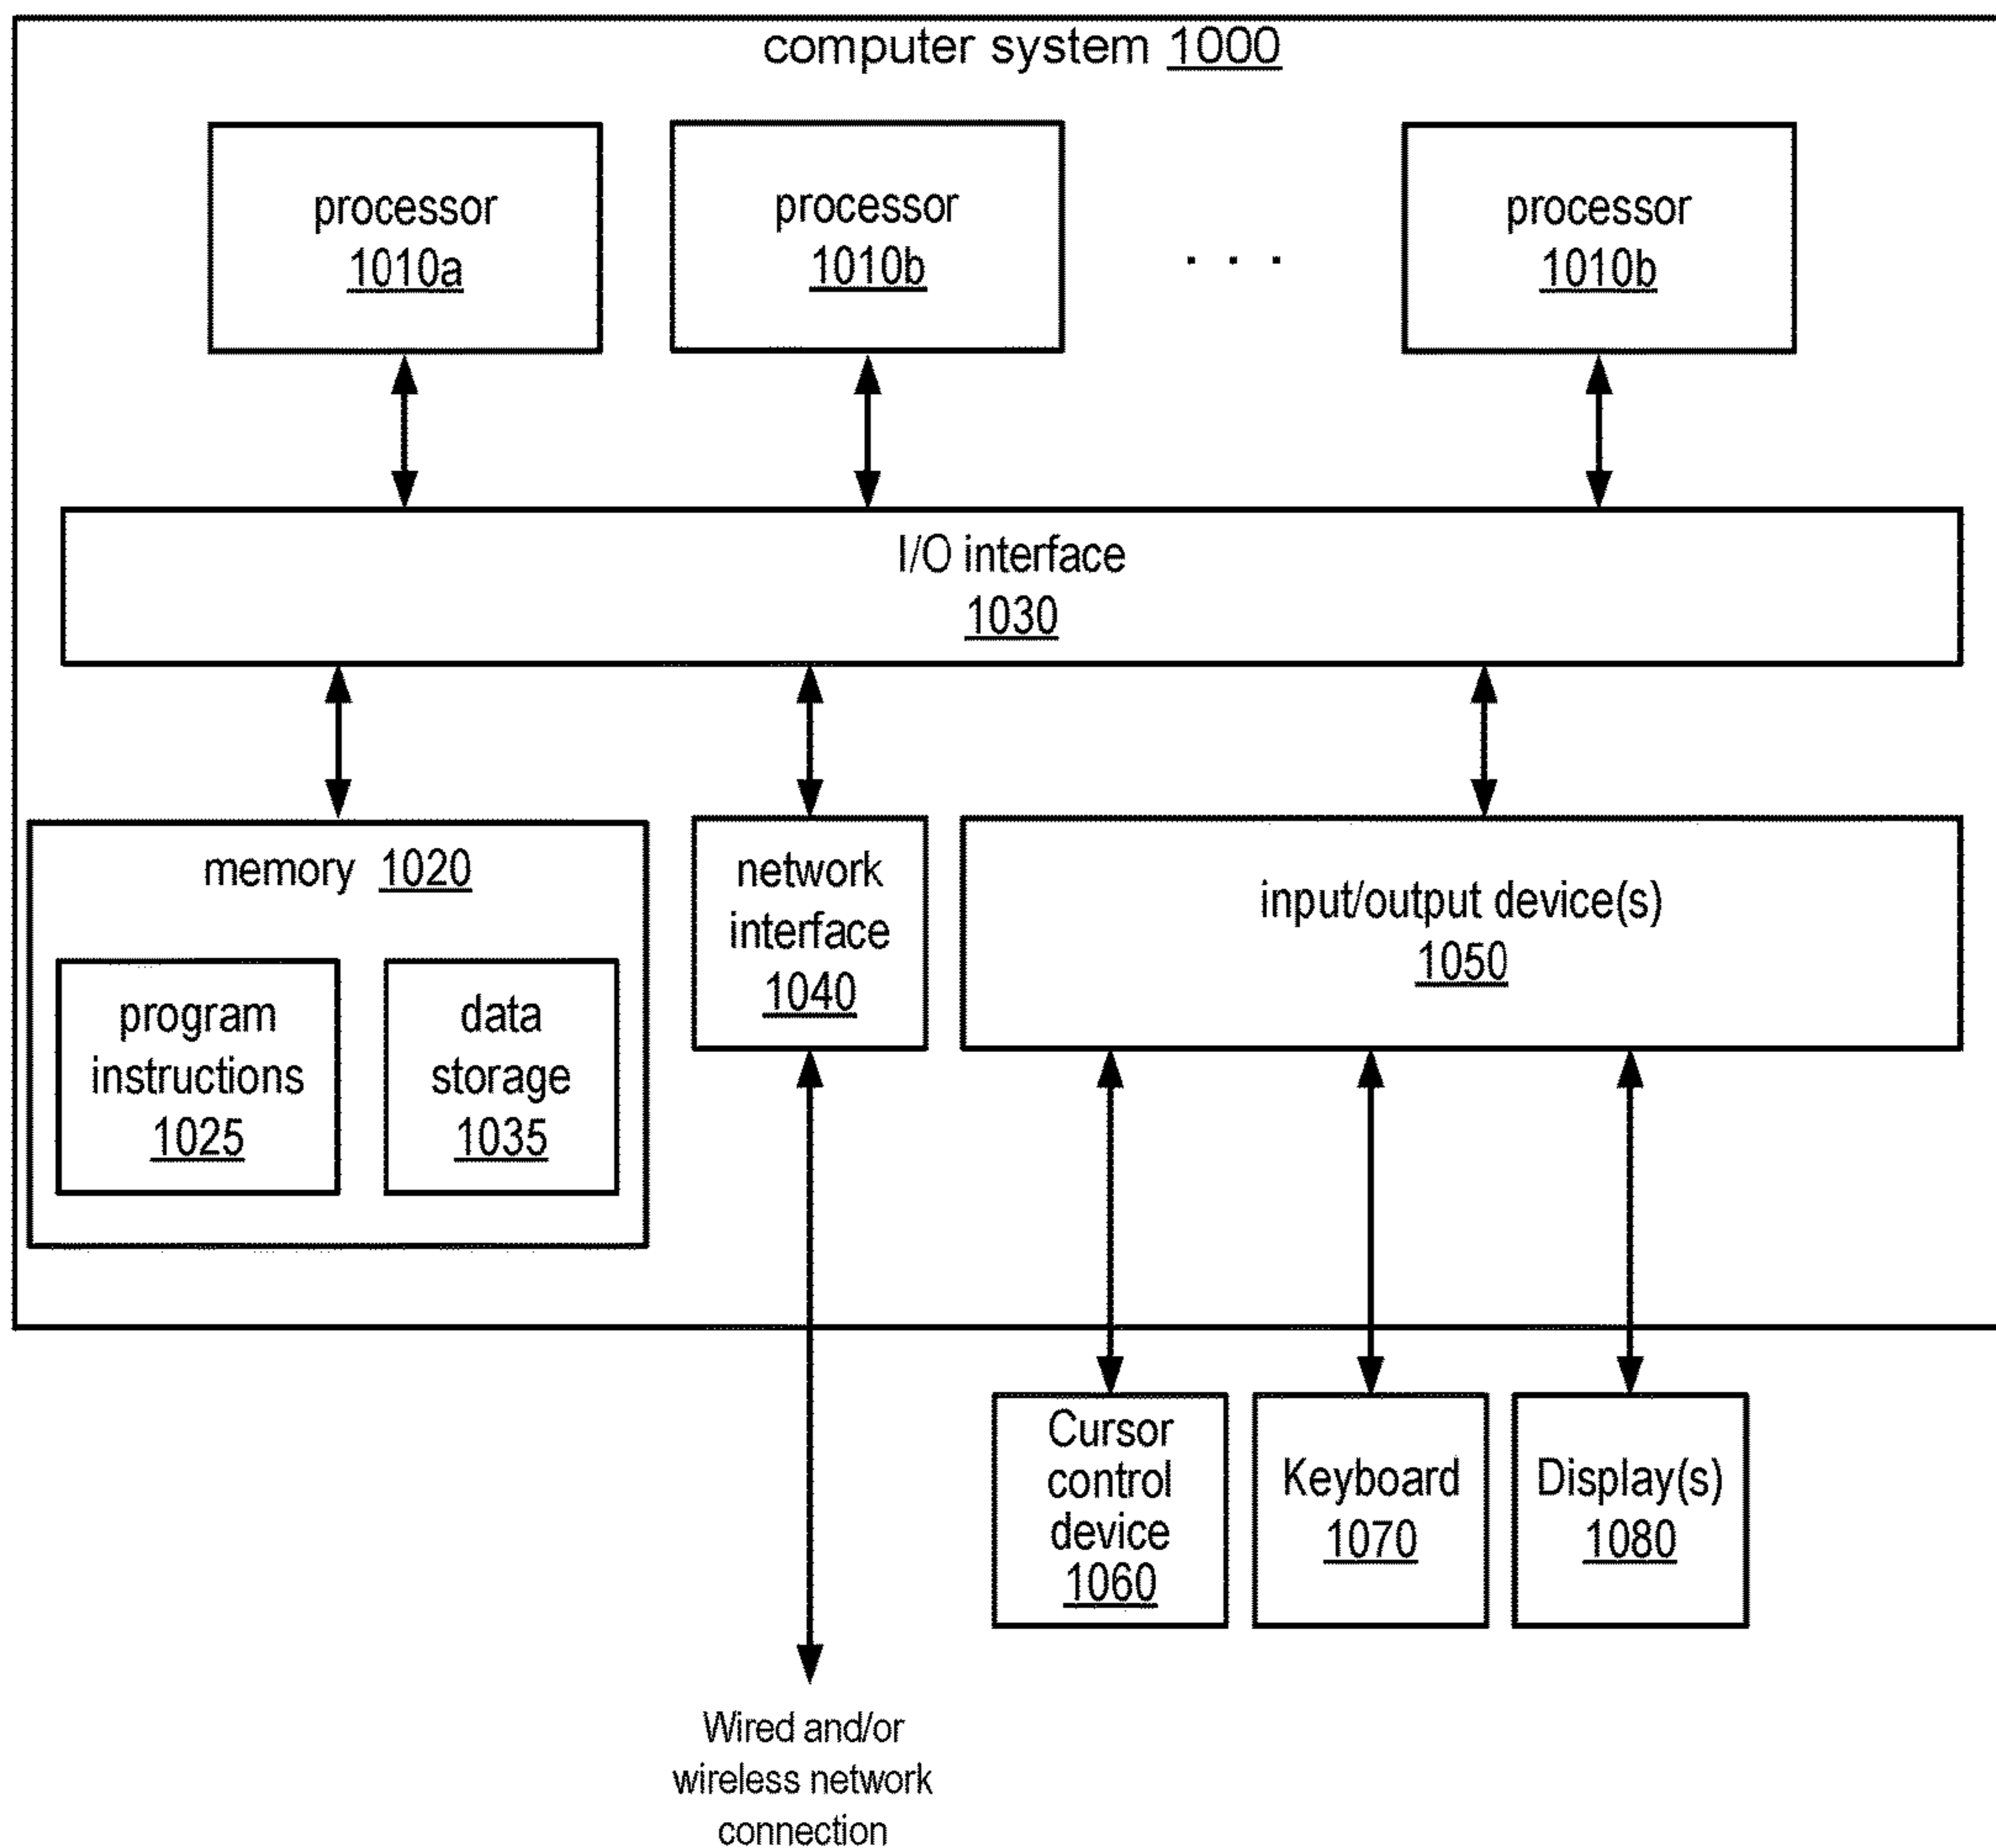 computer system 1000
processor
1010a
processor
1010b
. . .
processor
1010b
I/O interface
1030
memory 1020
program
instructions
1025
data
storage
1035
network
interface
1040
input/output device(s)
1050
Cursor
control
device
1060
Keyboard
1070
Display(s)
1080
Wired and/or
wireless network
connection